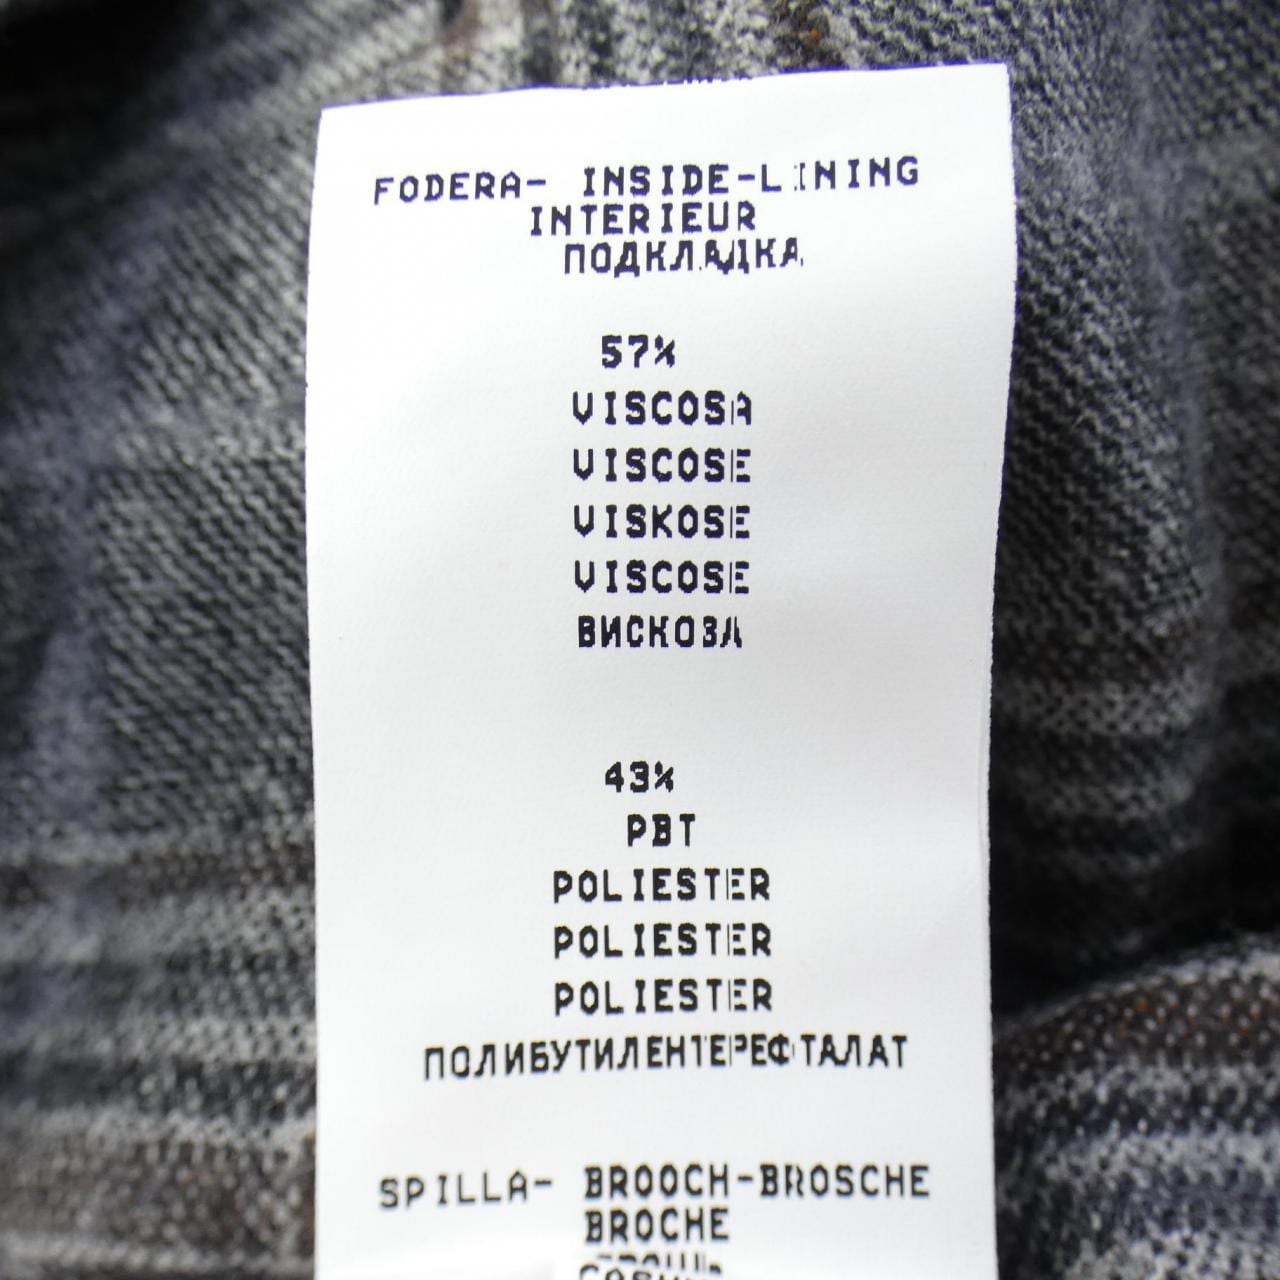 FODERA- INSIDE-LINING
INTERIEUR
ПОДКЛАДКА
57%
VISCOSA
VISCOSE
VISKOSE
VISCOSE
ВИСКОЗА
43%
PBT
POLIESTER
POLIESTER
POLIESTER
ПОЛИБУТИЛЕНТЕРЕФТАЛАТ
SPILLA- BROOCH-BROSCHE
BROCHE